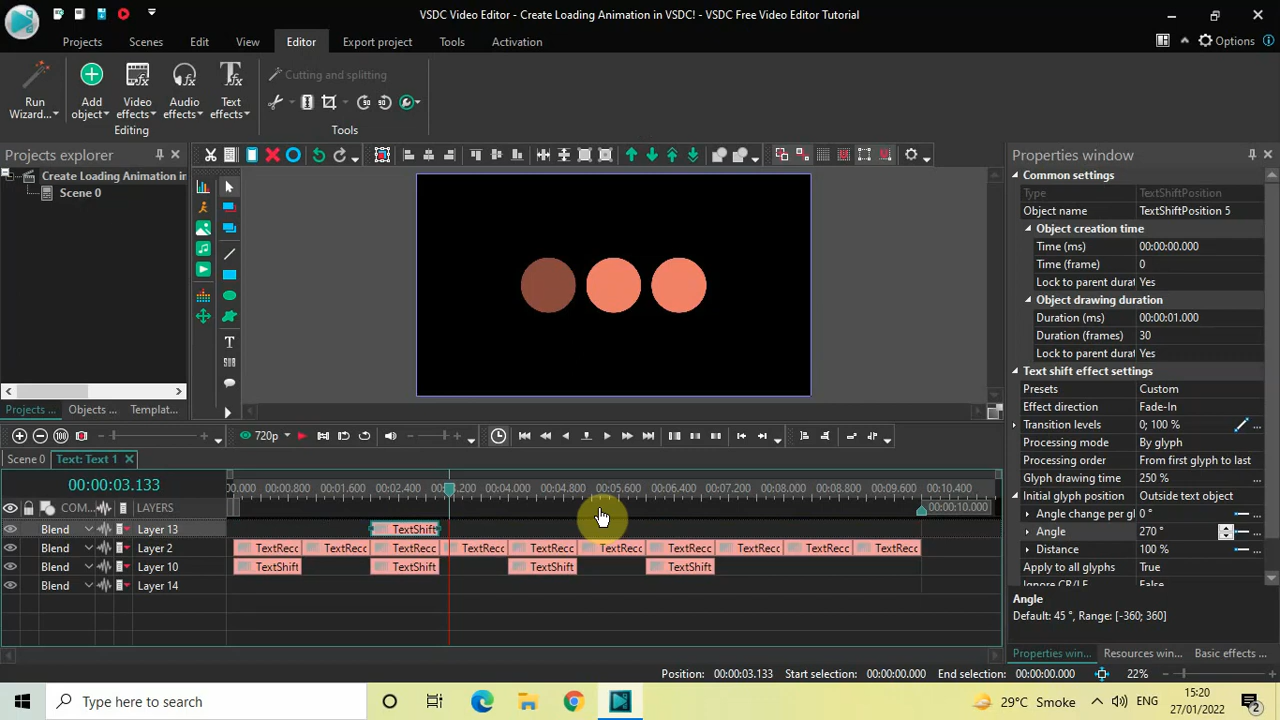 VSDC Video Editor - Create Loading Animation in VSDC! - VSDC Free Video Editor Tutorial
Projects Scenes Edit View Editor Export project Tools Activation Options
Run Wizard...
Add object
Video effects
Audio effects
Text effects
Cutting and splitting
Editing
Tools
Projects explorer
Create Loading Animation in
Scene 0
Projects ... Objects ... Templat...
Properties window
Common settings
Type TextShiftPosition
Object name TextShiftPosition 5
Object creation time
Time (ms) 00:00:00.000
Time (frame) 0
Lock to parent durat Yes
Object drawing duration
Duration (ms) 00:00:01.000
Duration (frames) 30
Lock to parent durat Yes
Text shift effect settings
Presets Custom
Effect direction Fade-In
Transition levels 0; 100 %
Processing mode By glyph
Processing order From first glyph to last
Glyph drawing time 250 %
Initial glyph position Outside text object
Angle change per gl 0 °
Angle 270 °
Distance 100 %
Apply to all glyphs True
Ignore CR/LF False
Angle
Default: 45 °, Range: [-360; 360]
Properties win... Resources win... Basic effects ...
720p
Scene 0 Text: Text 1
00:00:03.133
0.000 00:00.800 00:01.600 00:02.400 00:03.200 00:04.000 00:04.800 00:05.600 00:06.400 00:07.200 00:08.000 00:08.800 00:09.600 00:10.400
COM... LAYERS 00:00:10.000
Blend Layer 13 TextShift
Blend Layer 2 TextRecc TextRecc TextRecc TextRecc TextRecc TextRecc TextRecc TextRecc TextRecc TextRecc
Blend Layer 10 TextShift TextShift TextShift TextShift
Blend Layer 14
Position: 00:00:03.133 Start selection: 00:00:00.000 End selection: 00:00:00.000 22%
Type here to search
29°C Smoke ENG 15:20
27/01/2022
2